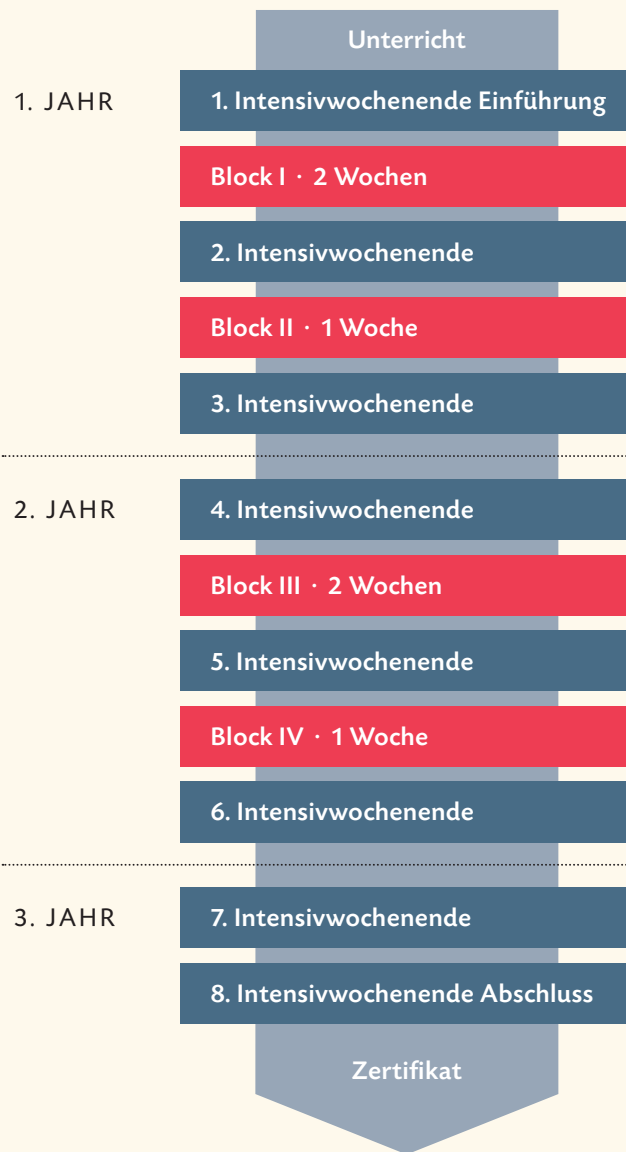 Unterricht
1. JAHR
1. Intensivwochenende Einführung
Block I · 2 Wochen
2. Intensivwochenende
Block II · 1 Woche
3. Intensivwochenende
2. JAHR
4. Intensivwochenende
Block III · 2 Wochen
5. Intensivwochenende
Block IV · 1 Woche
6. Intensivwochenende
3. JAHR
7. Intensivwochenende
8. Intensivwochenende Abschluss
Zertifikat